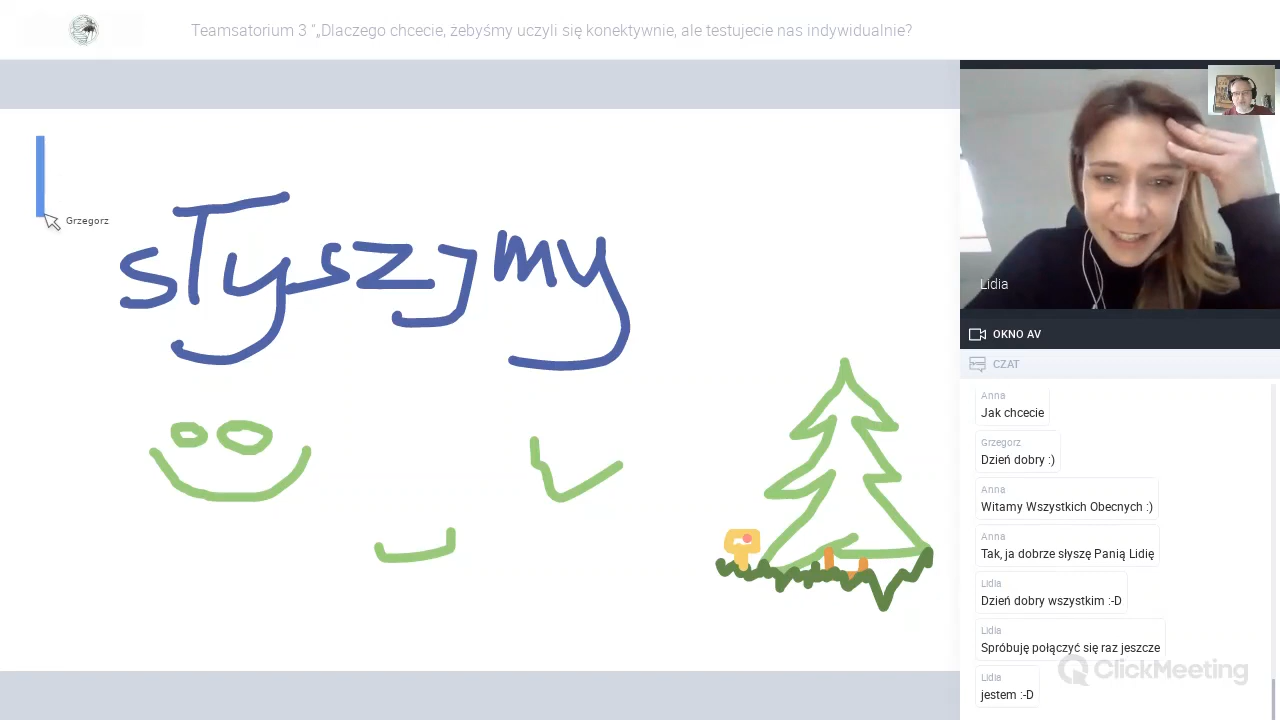 Teamsatorium 3 "„Dlaczego chcecie, żebyśmy uczyli się konektywnie, ale testujecie nas indywidualnie?
Grzegorz
słyszymy
Lidia
OKNO AV
CZAT
Anna
Jak chcecie
Grzegorz
Dzień dobry :)
Anna
Witamy Wszystkich Obecnych :)
Anna
Tak, ja dobrze słyszę Panią Lidię
Lidia
Dzień dobry wszystkim :-D
Lidia
Spróbuję połączyć się raz jeszcze
ClickMeeting
Lidia
jestem :-D